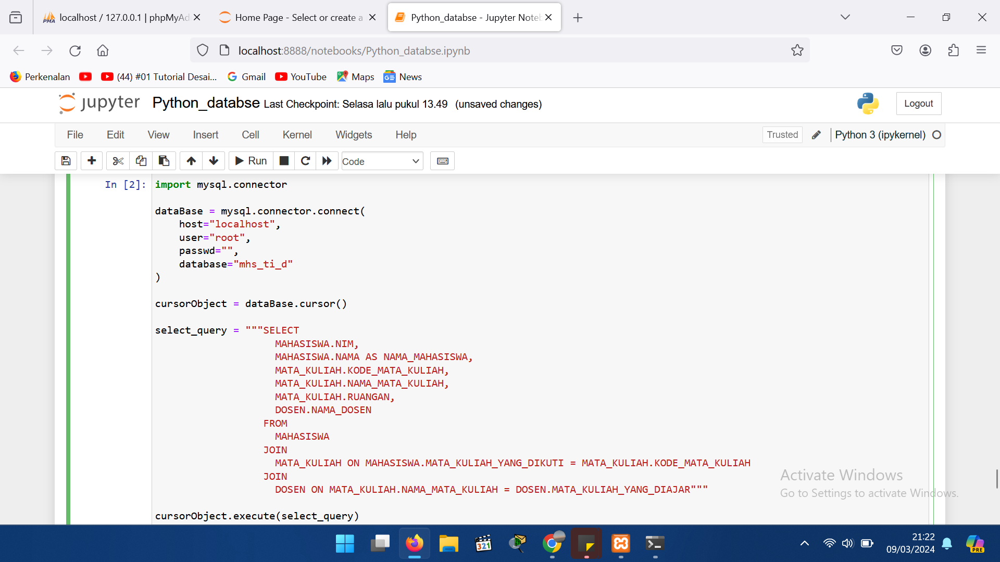 localhost / 127.0.0.1 | phpMyAd
Home Page - Select or create a
Python_databse - Jupyter Note
localhost:8888/notebooks/Python_databse.ipynb
Perkenalan
(44) #01 Tutorial Desai...
Gmail
YouTube
Maps
News
jupyter Python_databse Last Checkpoint: Selasa lalu pukul 13.49 (unsaved changes)
Logout
File Edit View Insert Cell Kernel Widgets Help
Trusted
Python 3 (ipykernel)
Run
Code
In [2]: import mysql.connector
dataBase = mysql.connector.connect(
host="localhost",
user="root",
passwd="",
database="mhs_ti_d"
)
cursorObject = dataBase.cursor()
select_query = """SELECT
MAHASISWA.NIM,
MAHASISWA.NAMA AS NAMA_MAHASISWA,
MATA_KULIAH.KODE_MATA_KULIAH,
MATA_KULIAH.NAMA_MATA_KULIAH,
MATA_KULIAH.RUANGAN,
DOSEN.NAMA_DOSEN
FROM
MAHASISWA
JOIN
MATA_KULIAH ON MAHASISWA.MATA_KULIAH_YANG_DIKUTI = MATA_KULIAH.KODE_MATA_KULIAH
JOIN
DOSEN ON MATA_KULIAH.NAMA_MATA_KULIAH = DOSEN.MATA_KULIAH_YANG_DIAJAR"""
cursorObject.execute(select_query)
Activate Windows
Go to Settings to activate Windows.
PMA
GE
321
21:22
09/03/2024
PRE